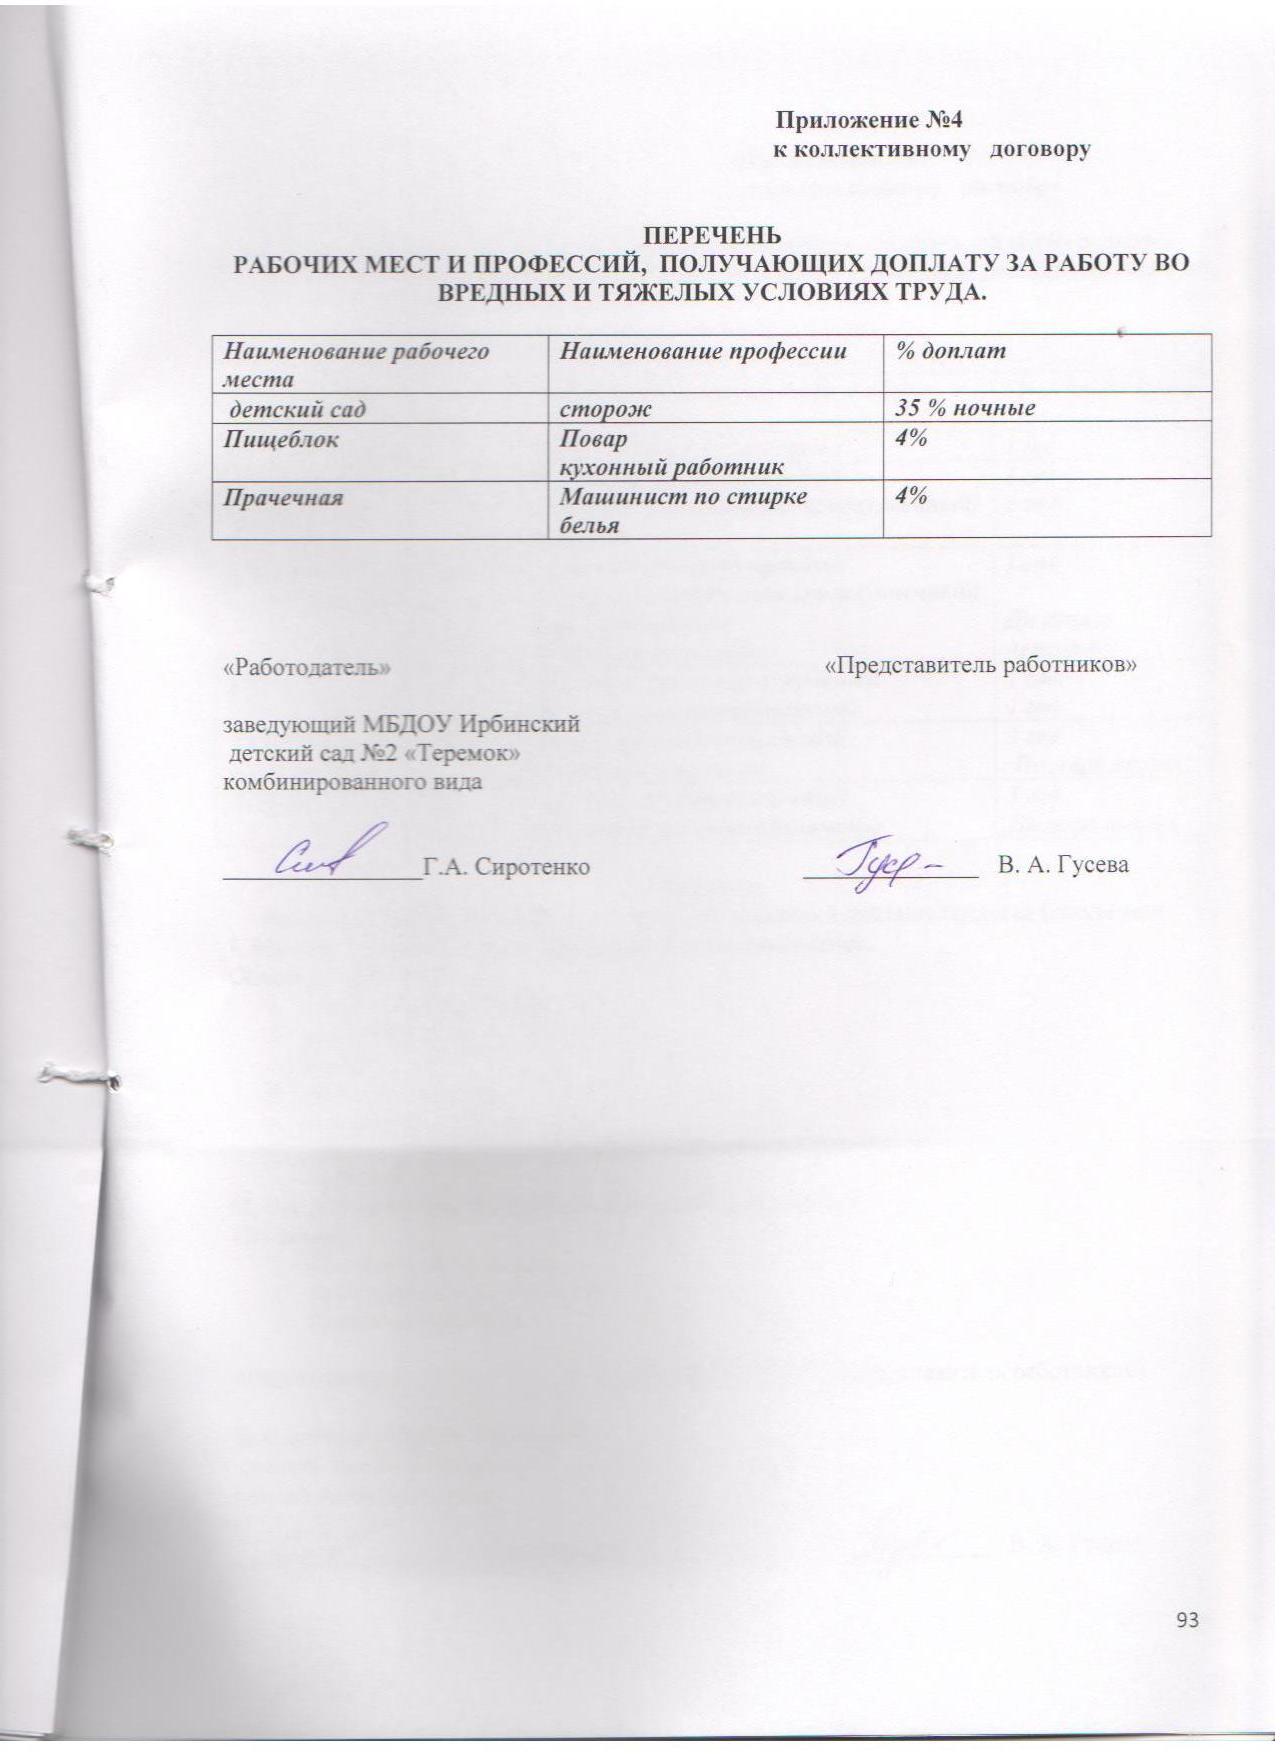 Приложение №4
к коллективному договору
ПЕРЕЧЕНЬ
РАБОЧИХ МЕСТ И ПРОФЕССИЙ, ПОЛУЧАЮЩИХ ДОПЛАТУ ЗА РАБОТУ ВО
ВРЕДНЫХ И ТЯЖЕЛЫХ УСЛОВИЯХ ТРУДА.
Наименование рабочего места
Наименование профессии
% доплат
детский сад
сторож
35 % ночные
Пищеблок
Повар
кухонный работник
4%
Прачечная
Машинист по стирке
белья
4%
«Работодатель»
«Представитель работников»
заведующий МБДОУ Ирбинский
детский сад №2 «Теремок»
комбинированного вида
Г.А. Сиротенко
В. А. Гусева
93